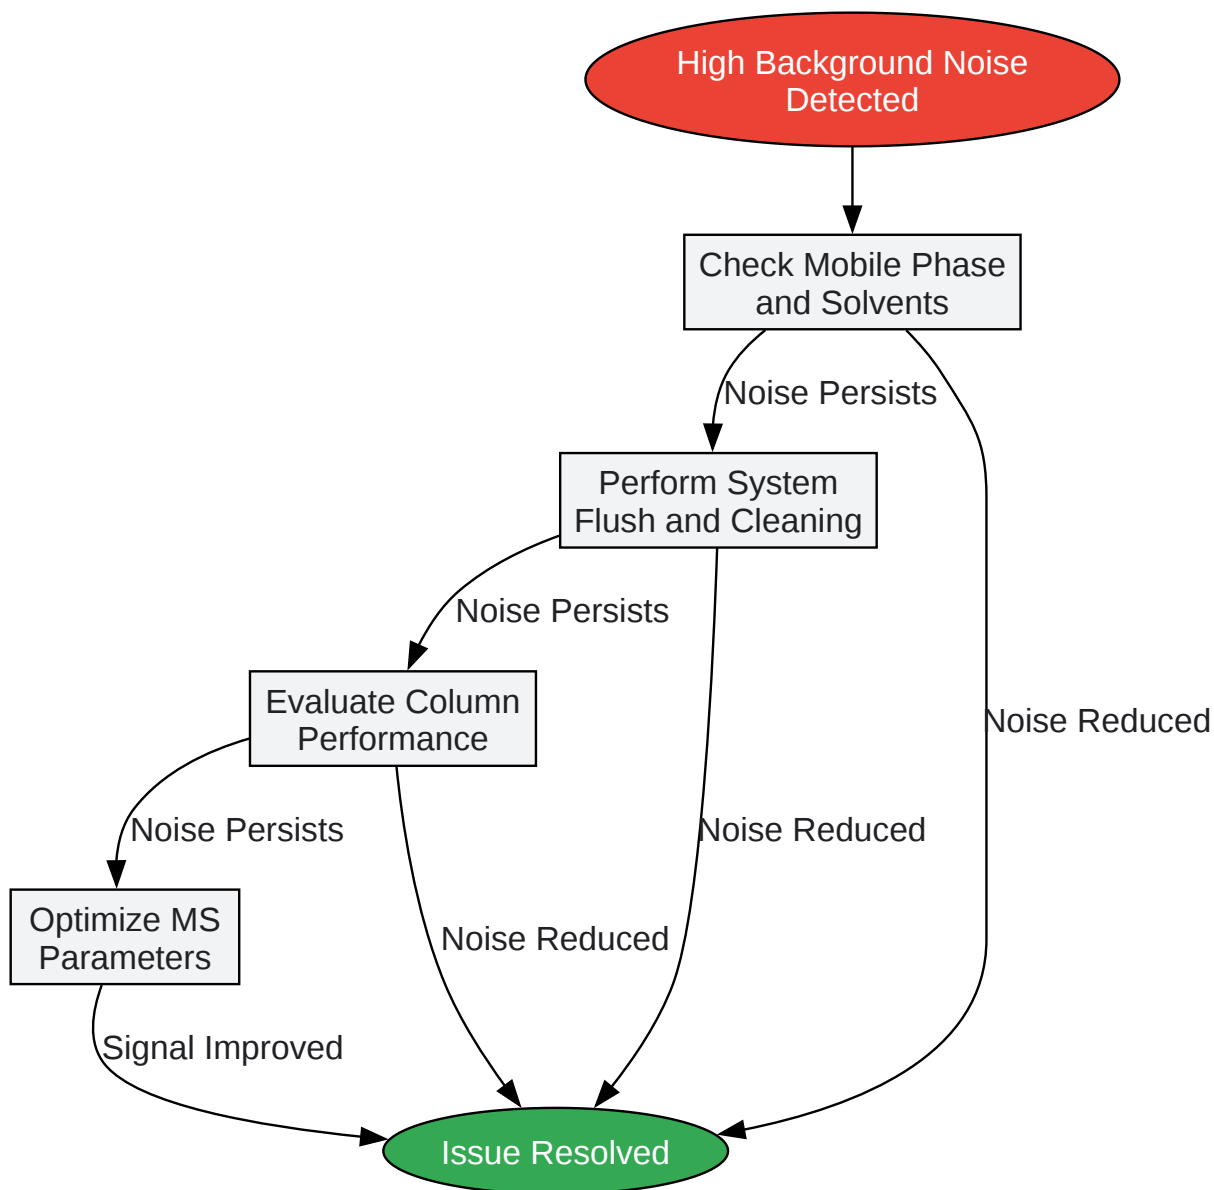 High Background Noise
Detected
Check Mobile Phase
and Solvents
Noise Persists
Perform System
Flush and Cleaning
Noise Persists
Evaluate Column
Performance
Noise Reduced
Noise Persists
Noise Reduced
Optimize MS
Parameters
Noise Reduced
Signal Improved
Issue Resolved